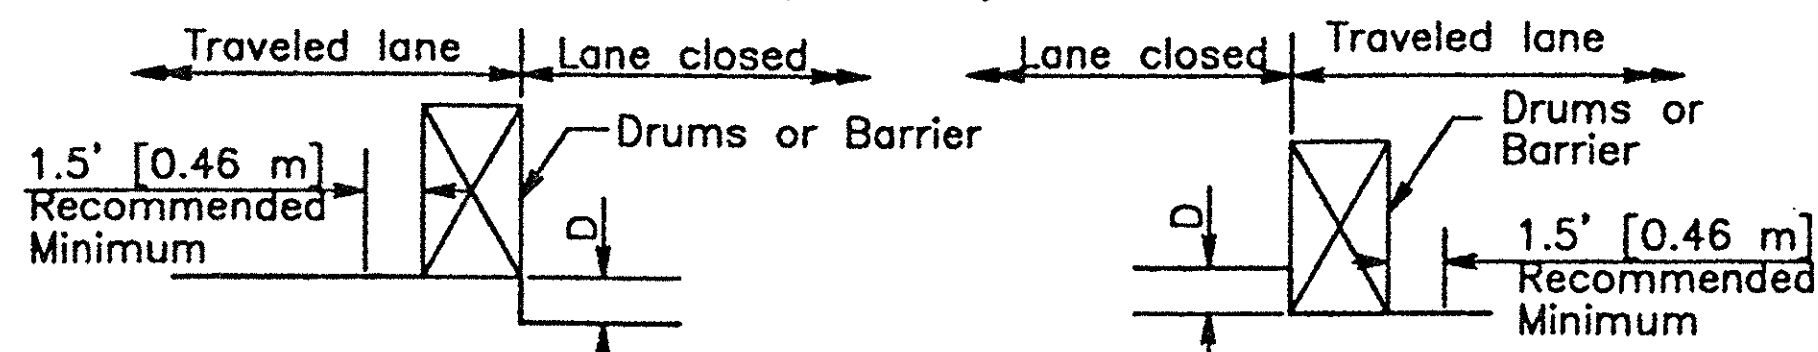 Traveled lane
Lane closed
Drums or Barrier
1.5' [0.46 m]
Recommended
Minimum
D
Lane closed
Traveled lane
Drums or
Barrier
D
1.5' [0.46 m]
Recommended
Minimum